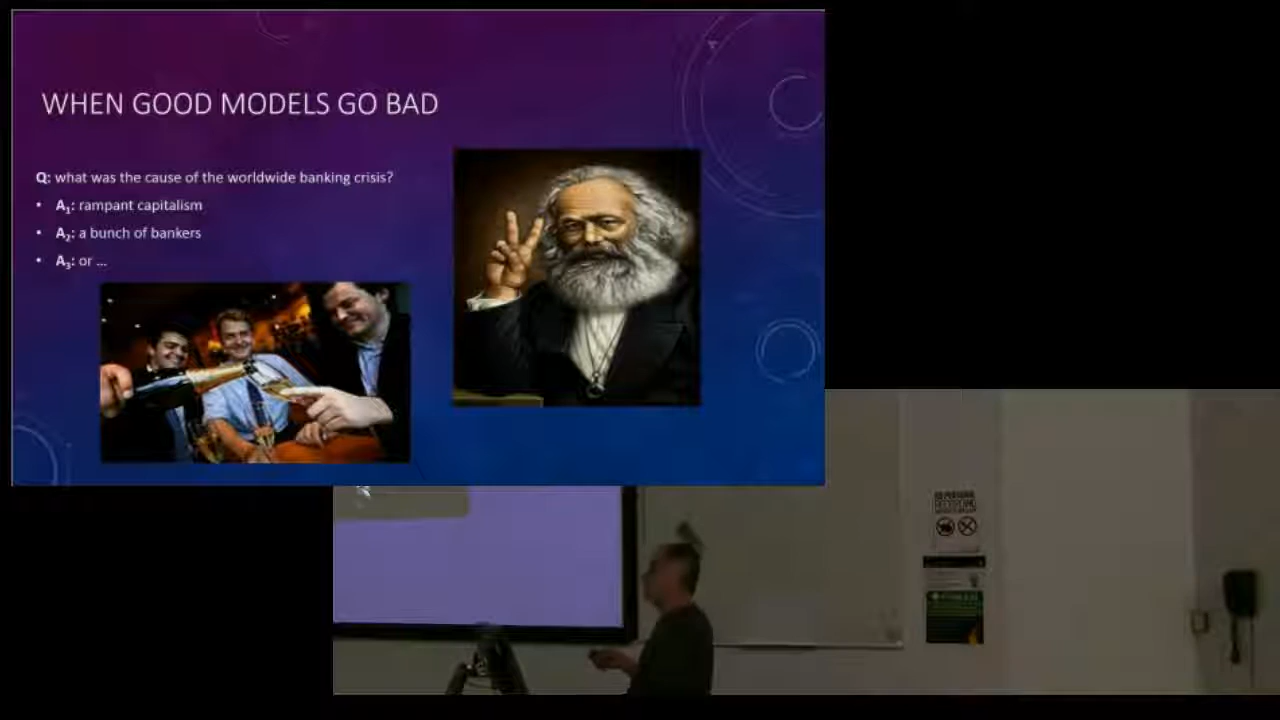 WHEN GOOD MODELS GO BAD
Q: what was the cause of the worldwide banking crisis?
• A₁: rampant capitalism
• A₂: a bunch of bankers
• A₃: or ...